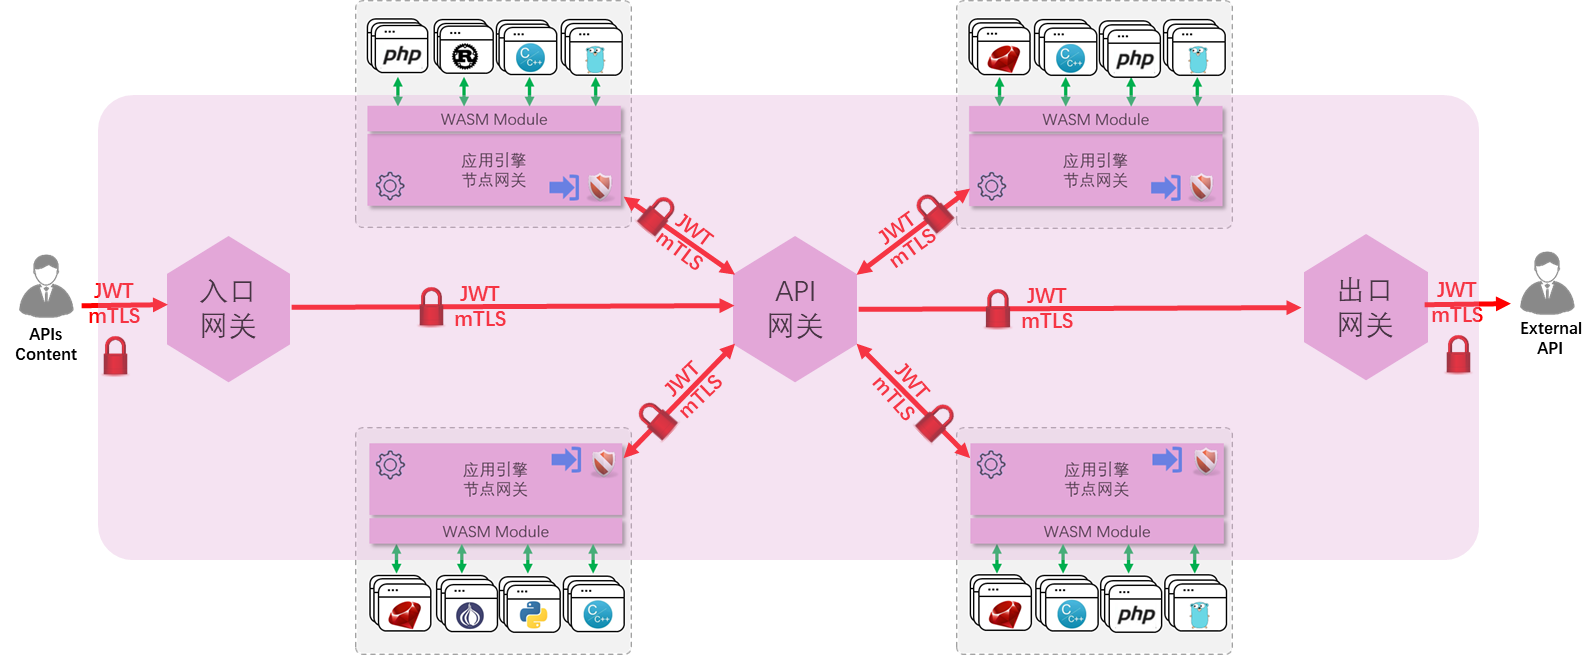 php
R
C
C++
C
C++
php
WASM Module
应用引擎
节点网关
WASM Module
应用引擎
节点网关
JWT
mTLS
JWT
mTLS
APIs
Content
JWT
mTLS
入口
网关
JWT
mTLS
API
网关
JWT
mTLS
出口
网关
JWT
mTLS
External
API
JWT
mTLS
JWT
mTLS
应用引擎
节点网关
WASM Module
应用引擎
节点网关
WASM Module
C
C++
C
C++
php